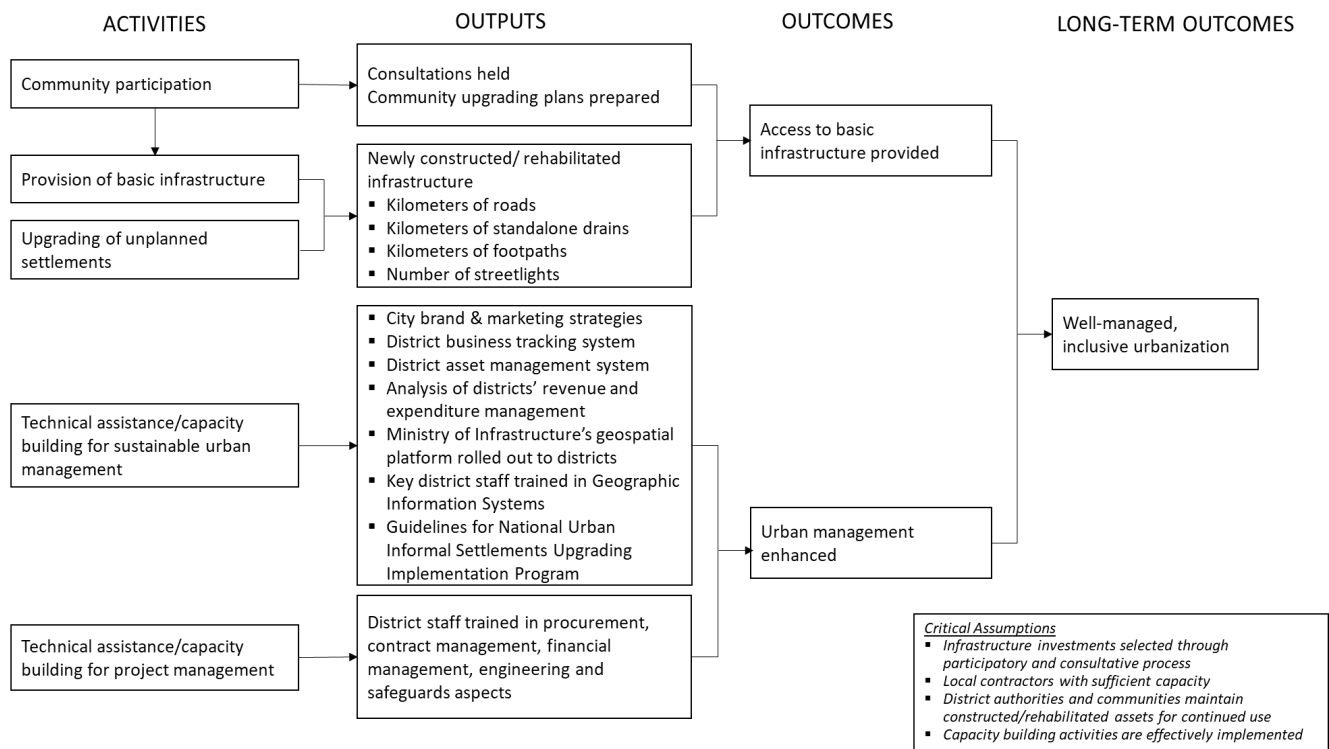 ACTIVITIES
OUTPUTS
OUTCOMES
LONG-TERM OUTCOMES
Community participation
Provision of basic infrastructure
Upgrading of unplanned
settlements
Technical assistance/capacity
building for sustainable urban
management
Technical assistance/capacity
building for project management
Consultations held
Community upgrading plans prepared
Newly constructed/ rehabilitated
infrastructure
▪ Kilometers of roads
▪ Kilometers of standalone drains
▪ Kilometers of footpaths
▪ Number of streetlights
▪ City brand & marketing strategies
▪ District business tracking system
▪ District asset management system
▪ Analysis of districts’ revenue and
expenditure management
▪ Ministry of Infrastructure’s geospatial
platform rolled out to districts
▪ Key district staff trained in Geographic
Information Systems
▪ Guidelines for National Urban
Informal Settlements Upgrading
Implementation Program
District staff trained in procurement,
contract management, financial
management, engineering and
safeguards aspects
Access to basic
infrastructure provided
Urban management
enhanced
Well-managed,
inclusive urbanization
Critical Assumptions
▪ Infrastructure investments selected through
participatory and consultative process
▪ Local contractors with sufficient capacity
▪ District authorities and communities maintain
constructed/rehabilitated assets for continued use
▪ Capacity building activities are effectively implemented